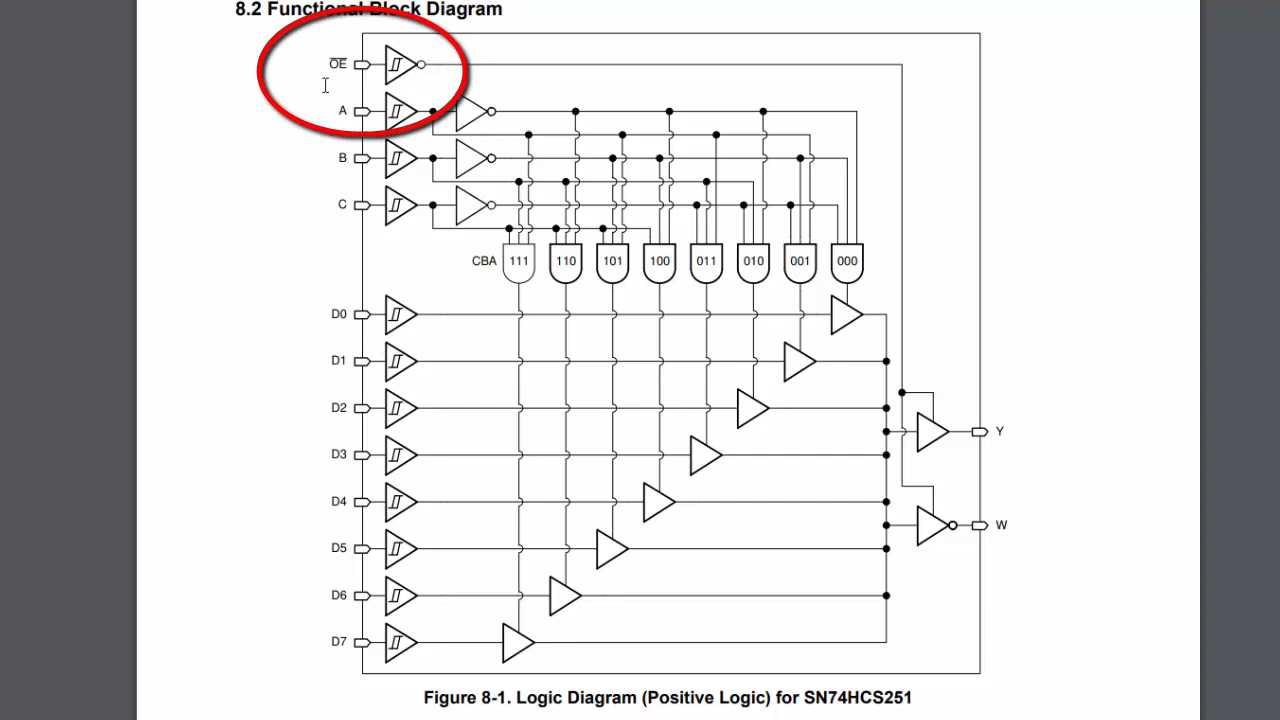 8.2 Functional Block Diagram
OE
A
B
C
CBA 111 110 101 100 011 010 001 000
D0
D1
D2
Y
D3
D4
W
D5
D6
D7
Figure 8-1. Logic Diagram (Positive Logic) for SN74HCS251